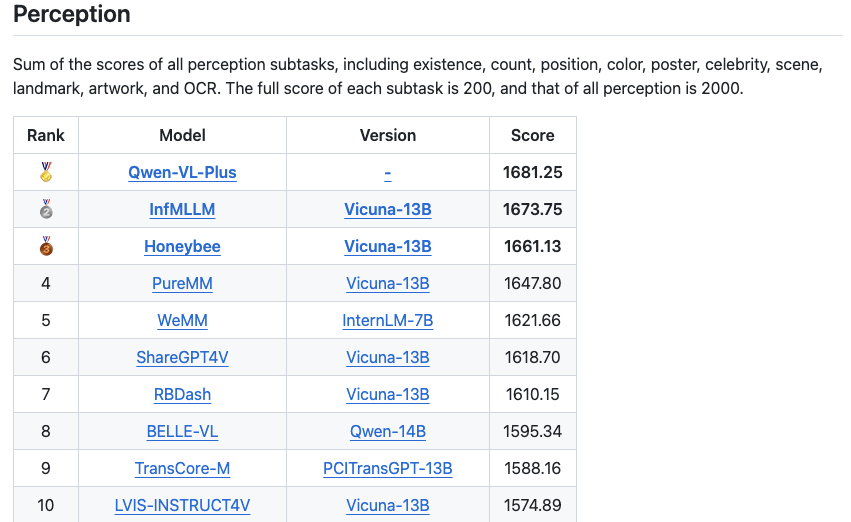 Perception
Sum of the scores of all perception subtasks, including existence, count, position, color, poster, celebrity, scene,
landmark, artwork, and OCR. The full score of each subtask is 200, and that of all perception is 2000.
Rank Model Version Score
Qwen-VL-Plus - 1681.25
2 InfMLLM Vicuna-13B 1673.75
3 Honeybee Vicuna-13B 1661.13
4 PureMM Vicuna-13B 1647.80
5 WeMM InternLM-7B 1621.66
6 ShareGPT4V Vicuna-13B 1618.70
7 RBDash Vicuna-13B 1610.15
8 BELLE-VL Qwen-14B 1595.34
9 TransCore-M PCITransGPT-13B 1588.16
10 LVIS-INSTRUCT4V Vicuna-13B 1574.89